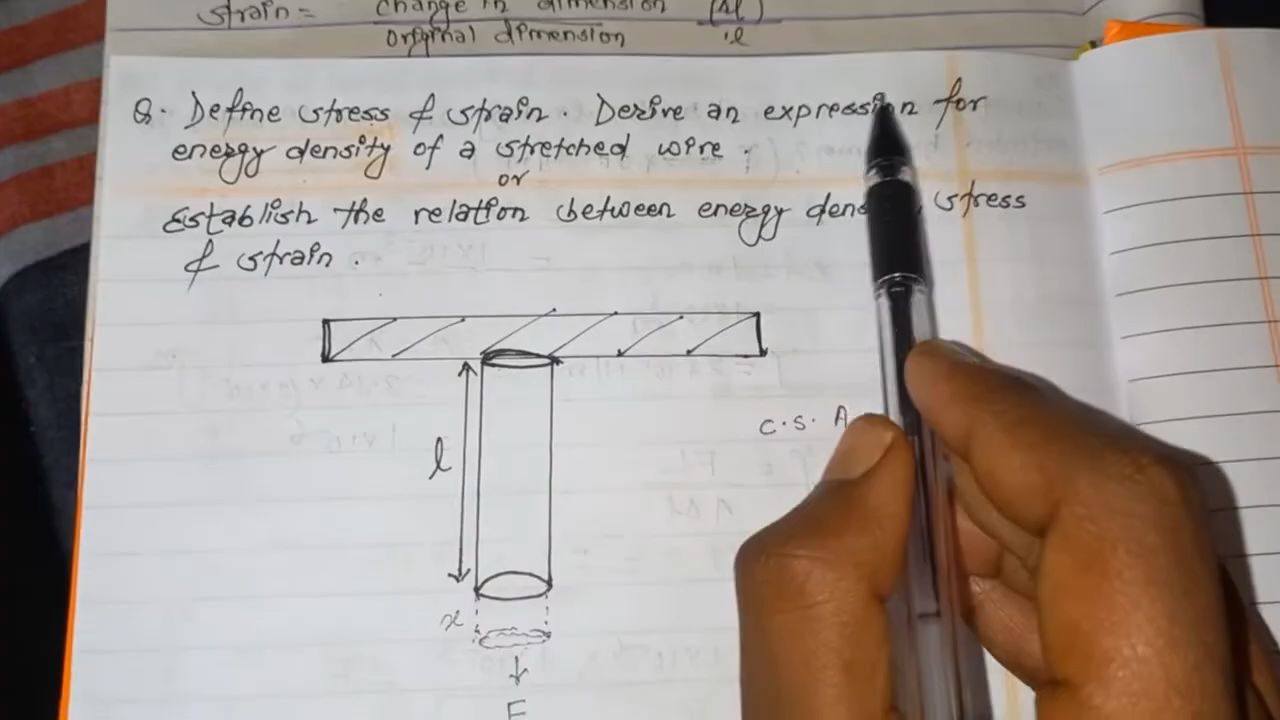 strain = change in dimension (Δl)
original dimension l
Q. Define stress & strain. Derive an expression for
energy density of a stretched wire.
or
Establish the relation between energy stress
& strain.
l
C.S. A
x
F